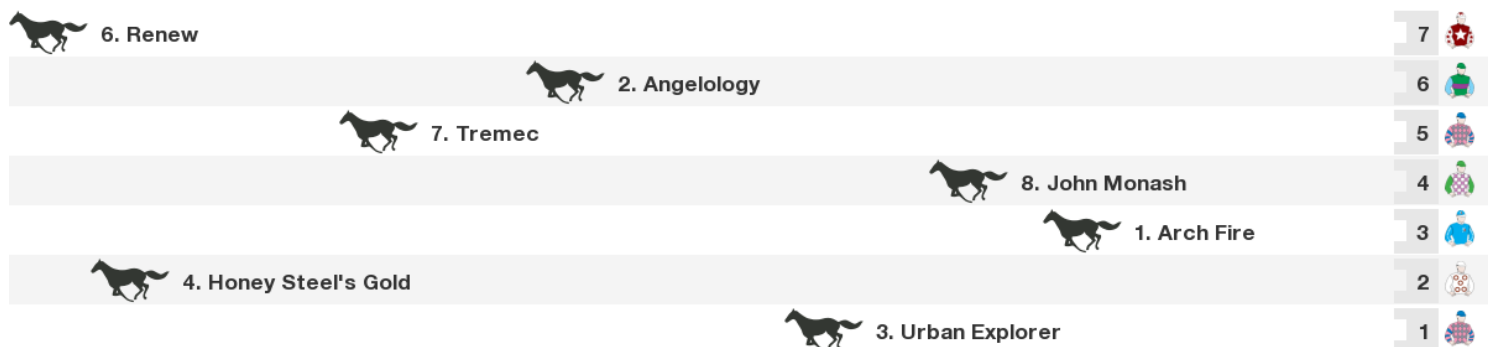 6. Renew 7
2. Angelology 6
7. Tremec 5
8. John Monash 4
1. Arch Fire 3
4. Honey Steel's Gold 2
3. Urban Explorer 1